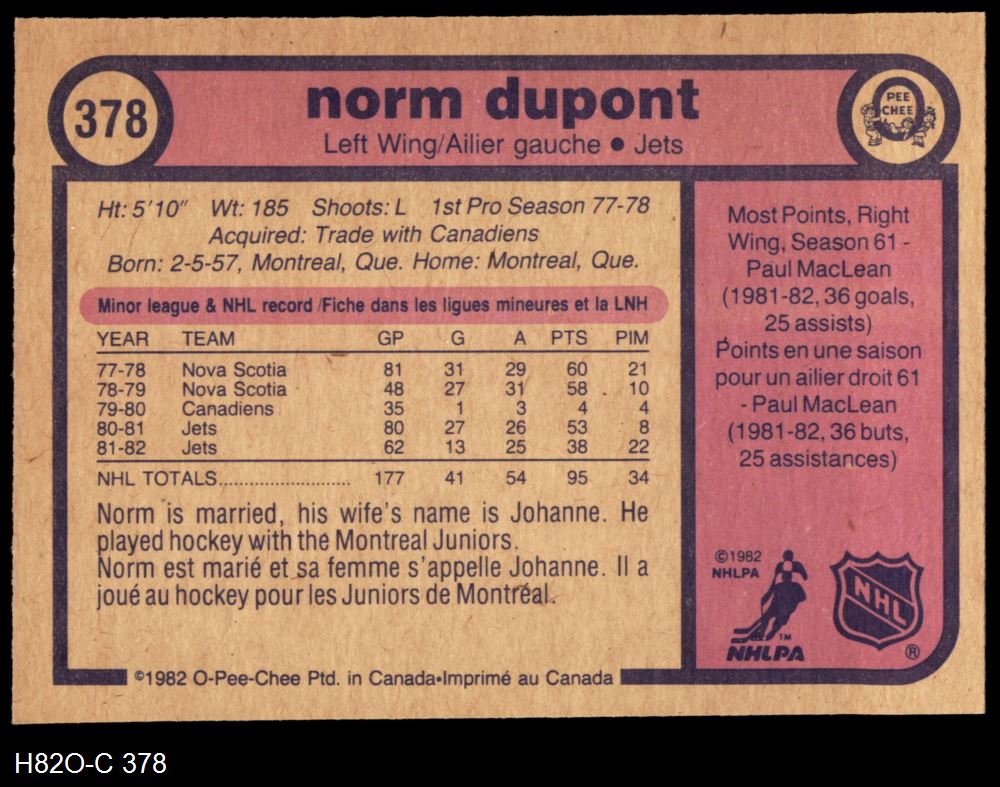 378
norm dupont
PEE
CHEE
Left Wing/Ailier gauche ● Jets
Ht: 5'10" Wt: 185 Shoots: L 1st Pro Season 77-78
Acquired: Trade with Canadiens
Born: 2-5-57, Montreal, Que. Home: Montreal, Que.
Minor league & NHL record /Fiche dans les ligues mineures et la LNH
YEAR TEAM GP G A PTS PIM
77-78 Nova Scotia 81 31 29 60 21
78-79 Nova Scotia 48 27 31 58 10
79-80 Canadiens 35 1 3 4 4
80-81 Jets 80 27 26 53 8
81-82 Jets 62 13 25 38 22
NHL TOTALS............................ 177 41 54 95 34
Norm is married, his wife's name is Johanne. He
played hockey with the Montreal Juniors.
Norm est marié et sa femme s'appelle Johanne. Il a
joué au hockey pour les Juniors de Montréal.
©1982 O-Pee-Chee Ptd. in Canada•Imprimé au Canada
Most Points, Right
Wing, Season 61 -
Paul MacLean
(1981-82, 36 goals,
25 assists)
Points en une saison
pour un ailier droit 61
- Paul MacLean
(1981-82, 36 buts,
25 assistances)
©1982
NHLPA
TM
NHLPA
NHL
®
H82O-C 378